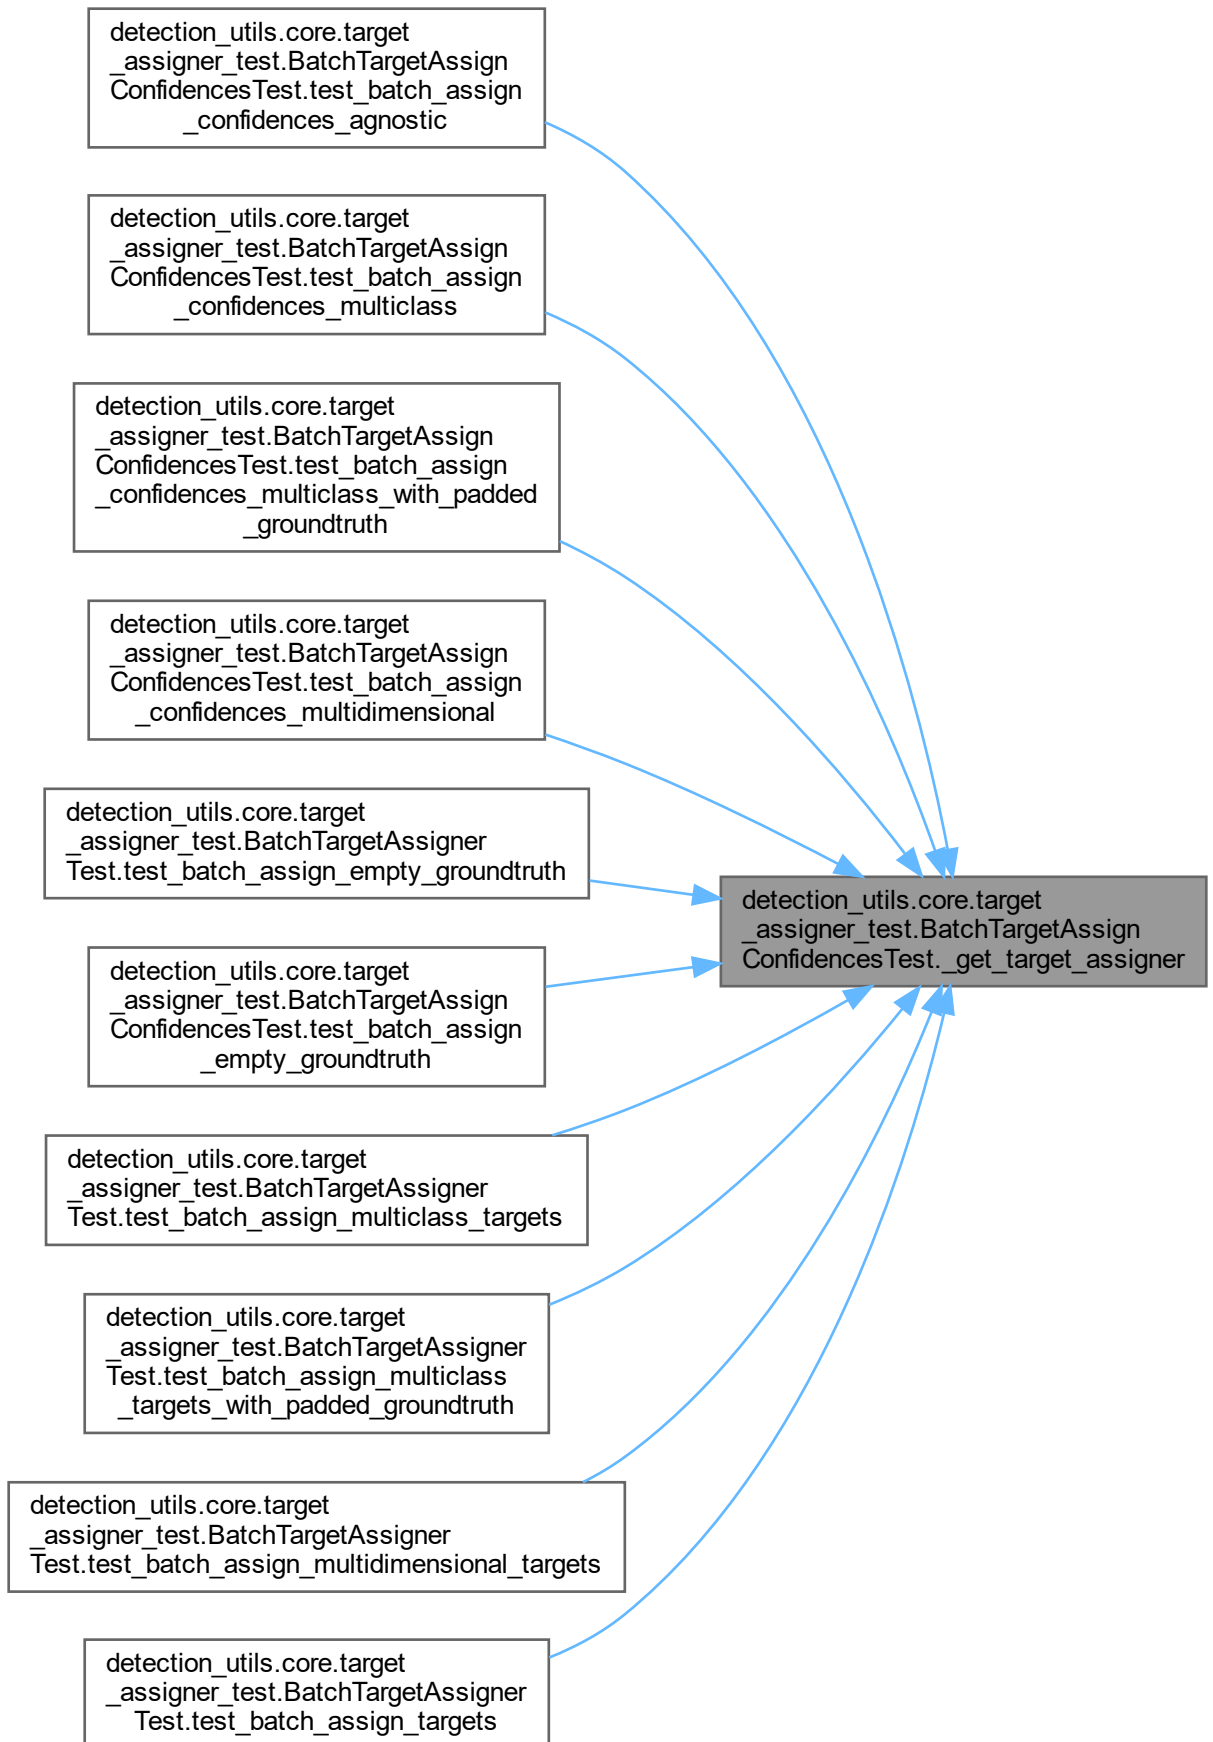 detection_utils.core.target
_assigner_test.BatchTargetAssign
ConfidencesTest.test_batch_assign
_confidences_agnostic
detection_utils.core.target
_assigner_test.BatchTargetAssign
ConfidencesTest.test_batch_assign
_confidences_multiclass
detection_utils.core.target
_assigner_test.BatchTargetAssign
ConfidencesTest.test_batch_assign
_confidences_multiclass_with_padded
_groundtruth
detection_utils.core.target
_assigner_test.BatchTargetAssign
ConfidencesTest.test_batch_assign
_confidences_multidimensional
detection_utils.core.target
_assigner_test.BatchTargetAssigner
Test.test_batch_assign_empty_groundtruth
detection_utils.core.target
_assigner_test.BatchTargetAssign
ConfidencesTest._get_target_assigner
detection_utils.core.target
_assigner_test.BatchTargetAssign
ConfidencesTest.test_batch_assign
_empty_groundtruth
detection_utils.core.target
_assigner_test.BatchTargetAssigner
Test.test_batch_assign_multiclass_targets
detection_utils.core.target
_assigner_test.BatchTargetAssigner
Test.test_batch_assign_multiclass
_targets_with_padded_groundtruth
detection_utils.core.target
_assigner_test.BatchTargetAssigner
Test.test_batch_assign_multidimensional_targets
detection_utils.core.target
_assigner_test.BatchTargetAssigner
Test.test_batch_assign_targets